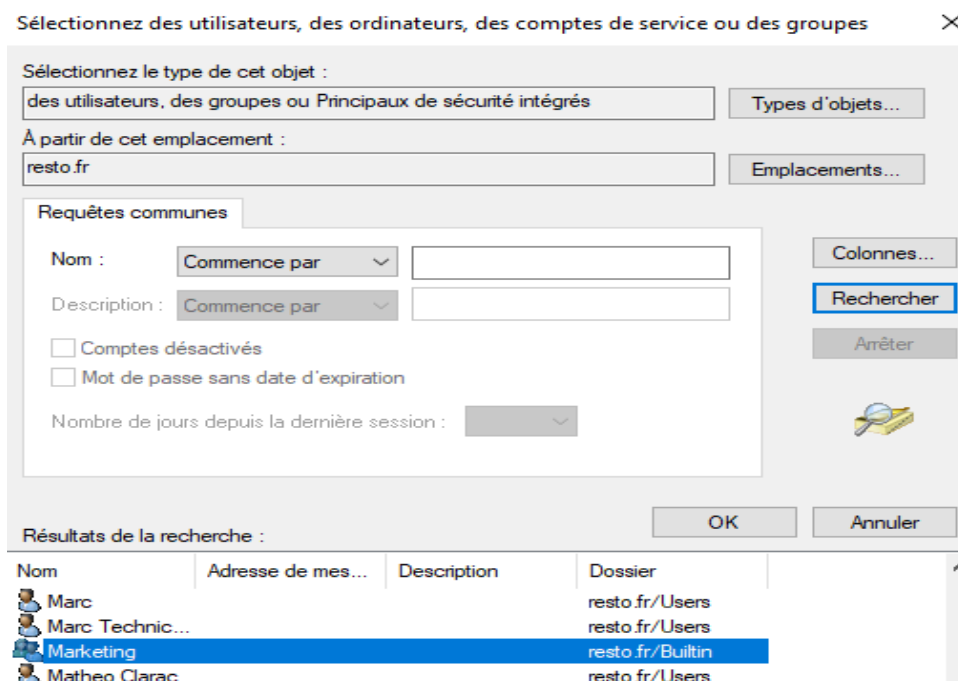 Sélectionnez des utilisateurs, des ordinateurs, des comptes de service ou des groupes
Sélectionnez le type de cet objet :
des utilisateurs, des groupes ou Principaux de sécurité intégrés
Types d'objets...
À partir de cet emplacement :
resto.fr
Emplacements...
Requêtes communes
Nom :
Commence par
Colonnes...
Description :
Commence par
Rechercher
Comptes désactivés
Arrêter
Mot de passe sans date d'expiration
Nombre de jours depuis la dernière session :
OK
Annuler
Résultats de la recherche :
Nom Adresse de mes... Description Dossier
Marc resto.fr/Users
Marc Technic... resto.fr/Users
Marketing resto.fr/Builtin
Matheo Clarac resto.fr/Users